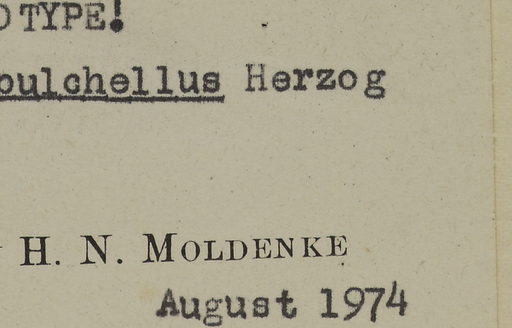 TYPE!
pulchellus Herzog
H. N. MOLDENKE
August 1974